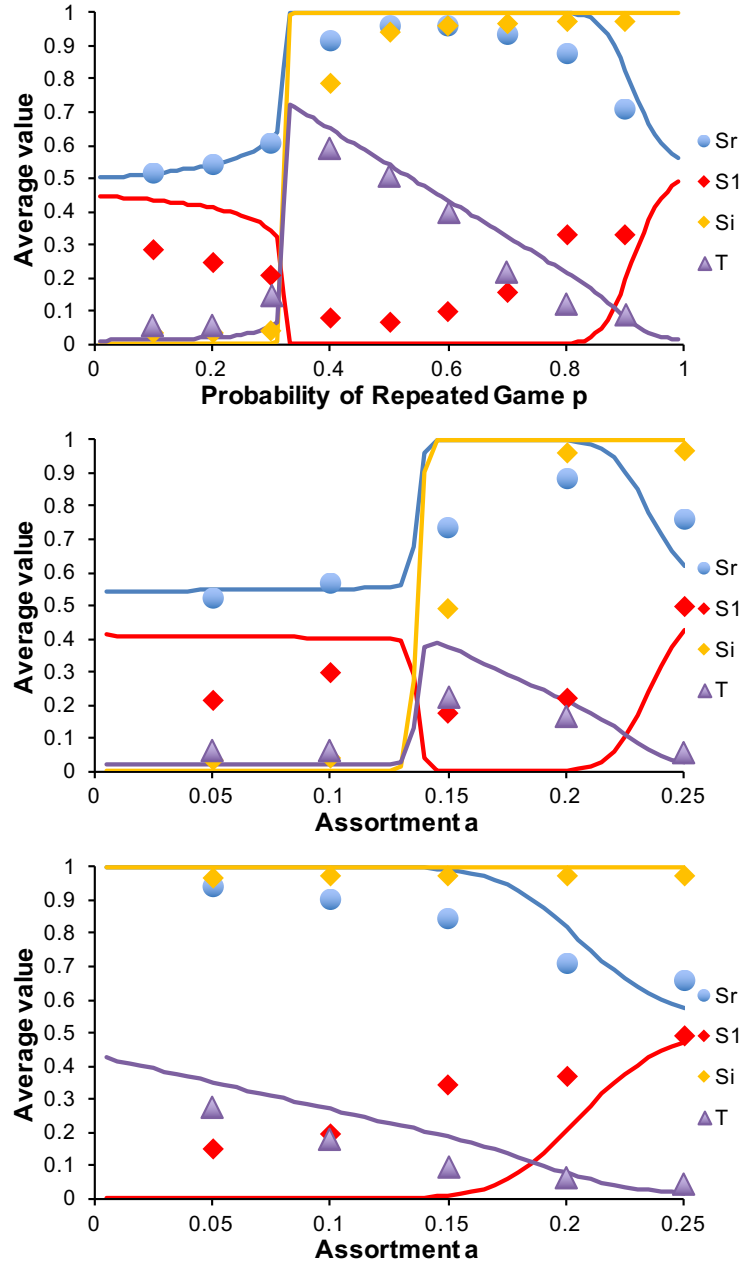 1
0.9
0.8
0.7
0.6
0.5
0.4
0.3
0.2
0.1
0
Average value
0 0.2 0.4 0.6 0.8 1
Probability of Repeated Game p
Sr
S1
Si
T
1
0.9
0.8
0.7
0.6
0.5
0.4
0.3
0.2
0.1
0
Average value
0 0.05 0.1 0.15 0.2 0.25
Assortment a
Sr
S1
Si
T
1
0.9
0.8
0.7
0.6
0.5
0.4
0.3
0.2
0.1
0
Average value
0 0.05 0.1 0.15 0.2 0.25
Assortment a
Sr
S1
Si
T